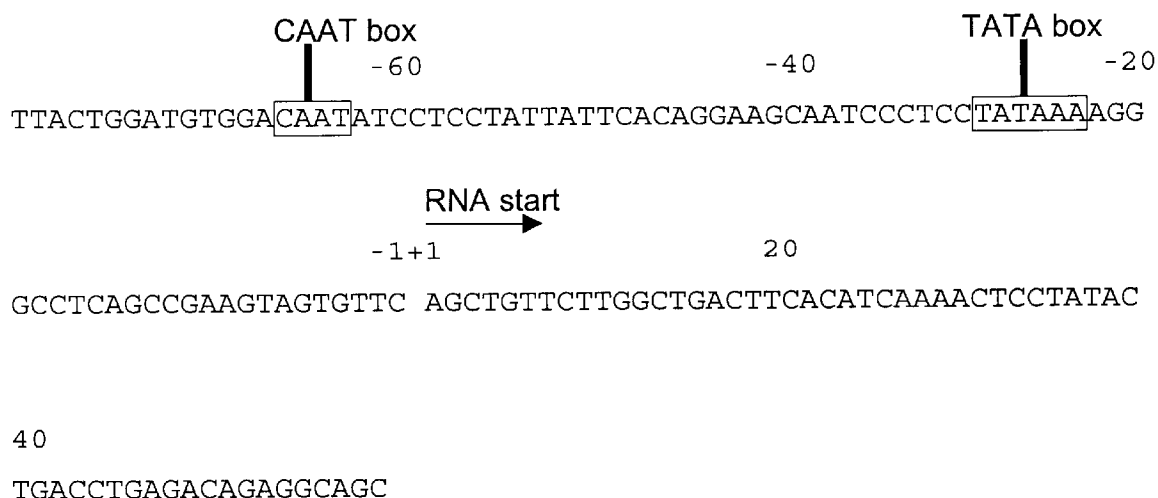 CAAT box TATA box
-60 -40 -20
TTACTGGATGTGGACAATATCCTCCTATTATTCACAGGAAGCAATCCCTCCTATAAAAGG
RNA start
-1+1 20
GCCTCAGCCGAAGTAGTGTTC AGCTGTTCTTGGCTGACTTCACATCAAAACTCCTATAC
40
TGACCTGAGACAGAGGCAGC